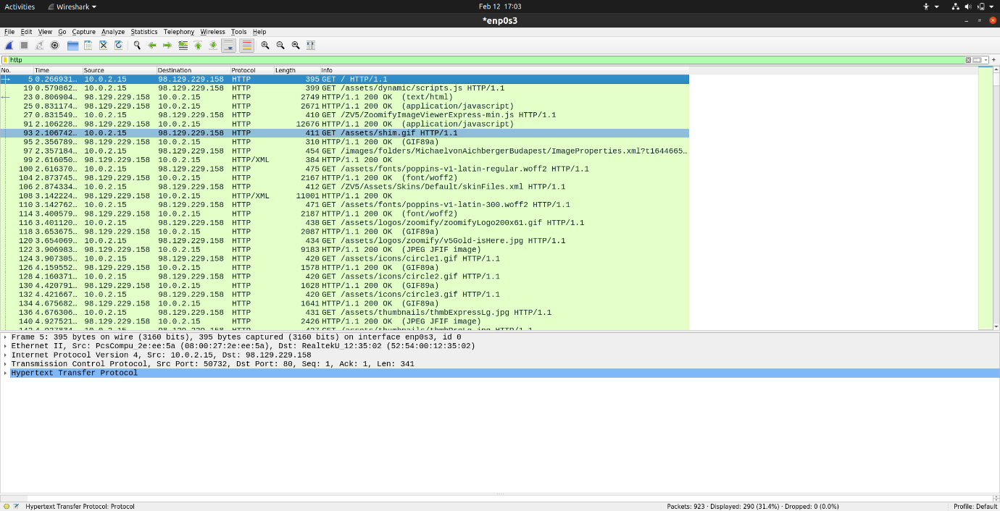 Activities Wireshark Feb 12 17:03
*enp0s3
File Edit View Go Capture Analyze Statistics Telephony Wireless Tools Help
http
No. Time Source Destination Protocol Length Info
5 0.266931… 10.0.2.15 98.129.229.158 HTTP 395 GET / HTTP/1.1
19 0.579862… 10.0.2.15 98.129.229.158 HTTP 399 GET /assets/dynamic/scripts.js HTTP/1.1
23 0.806904… 98.129.229.158 10.0.2.15 HTTP 2749 HTTP/1.1 200 OK (text/html)
25 0.831174… 98.129.229.158 10.0.2.15 HTTP 2671 HTTP/1.1 200 OK (application/javascript)
27 0.831549… 10.0.2.15 98.129.229.158 HTTP 410 GET /ZV5/ZoomifyImageViewerExpress-min.js HTTP/1.1
91 2.106228… 98.129.229.158 10.0.2.15 HTTP 12676 HTTP/1.1 200 OK (application/javascript)
93 2.106742… 10.0.2.15 98.129.229.158 HTTP 411 GET /assets/shim.gif HTTP/1.1
95 2.356789… 98.129.229.158 10.0.2.15 HTTP 310 HTTP/1.1 200 OK (GIF89a)
97 2.357184… 10.0.2.15 98.129.229.158 HTTP 454 GET /images/folders/MichaelvonAichbergerBudapest/ImageProperties.xml?t1644665…
99 2.616050… 98.129.229.158 10.0.2.15 HTTP/XML 384 HTTP/1.1 200 OK
100 2.616370… 10.0.2.15 98.129.229.158 HTTP 475 GET /assets/fonts/poppins-v1-latin-regular.woff2 HTTP/1.1
104 2.873745… 98.129.229.158 10.0.2.15 HTTP 2167 HTTP/1.1 200 OK (font/woff2)
106 2.874334… 10.0.2.15 98.129.229.158 HTTP 412 GET /ZV5/Assets/Skins/Default/skinFiles.xml HTTP/1.1
108 3.142224… 98.129.229.158 10.0.2.15 HTTP/XML 11001 HTTP/1.1 200 OK
110 3.142762… 10.0.2.15 98.129.229.158 HTTP 471 GET /assets/fonts/poppins-v1-latin-300.woff2 HTTP/1.1
114 3.400579… 98.129.229.158 10.0.2.15 HTTP 2187 HTTP/1.1 200 OK (font/woff2)
116 3.401120… 10.0.2.15 98.129.229.158 HTTP 438 GET /assets/logos/zoomify/zoomifyLogo200x61.gif HTTP/1.1
118 3.653675… 98.129.229.158 10.0.2.15 HTTP 2087 HTTP/1.1 200 OK (GIF89a)
120 3.654069… 10.0.2.15 98.129.229.158 HTTP 434 GET /assets/logos/zoomify/v5Gold-isHere.jpg HTTP/1.1
122 3.906983… 98.129.229.158 10.0.2.15 HTTP 9183 HTTP/1.1 200 OK (JPEG JFIF image)
124 3.907305… 10.0.2.15 98.129.229.158 HTTP 420 GET /assets/icons/circle1.gif HTTP/1.1
126 4.159552… 98.129.229.158 10.0.2.15 HTTP 1578 HTTP/1.1 200 OK (GIF89a)
128 4.160371… 10.0.2.15 98.129.229.158 HTTP 420 GET /assets/icons/circle2.gif HTTP/1.1
130 4.420791… 98.129.229.158 10.0.2.15 HTTP 1628 HTTP/1.1 200 OK (GIF89a)
132 4.421667… 10.0.2.15 98.129.229.158 HTTP 420 GET /assets/icons/circle3.gif HTTP/1.1
134 4.675682… 98.129.229.158 10.0.2.15 HTTP 1641 HTTP/1.1 200 OK (GIF89a)
136 4.676306… 10.0.2.15 98.129.229.158 HTTP 431 GET /assets/thumbnails/thmbExpressLg.jpg HTTP/1.1
140 4.927521… 98.129.229.158 10.0.2.15 HTTP 2426 HTTP/1.1 200 OK (JPEG JFIF image)
Frame 5: 395 bytes on wire (3160 bits), 395 bytes captured (3160 bits) on interface enp0s3, id 0
Ethernet II, Src: PcsCompu_2e:ee:5a (08:00:27:2e:ee:5a), Dst: RealtekU_12:35:02 (52:54:00:12:35:02)
Internet Protocol Version 4, Src: 10.0.2.15, Dst: 98.129.229.158
Transmission Control Protocol, Src Port: 50732, Dst Port: 80, Seq: 1, Ack: 1, Len: 341
Hypertext Transfer Protocol
Hypertext Transfer Protocol: Protocol Packets: 923 · Displayed: 290 (31.4%) · Dropped: 0 (0.0%) Profile: Default